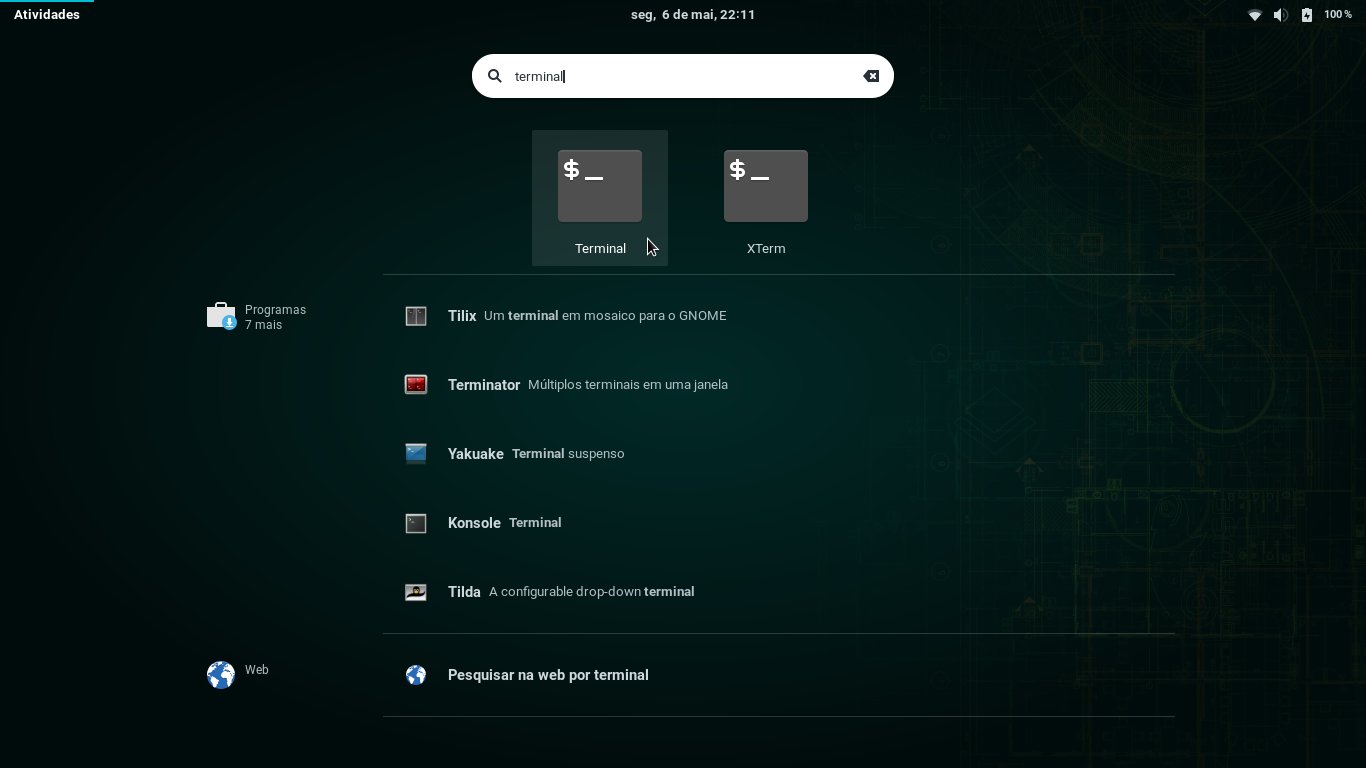 Atividades
seg, 6 de mai, 22:11
100 %
terminal
$_
$_
Terminal
XTerm
Programas
7 mais
Tilix Um terminal em mosaico para o GNOME
Terminator Múltiplos terminais em uma janela
Yakuake Terminal suspenso
Konsole Terminal
Tilda A configurable drop-down terminal
Web
Pesquisar na web por terminal